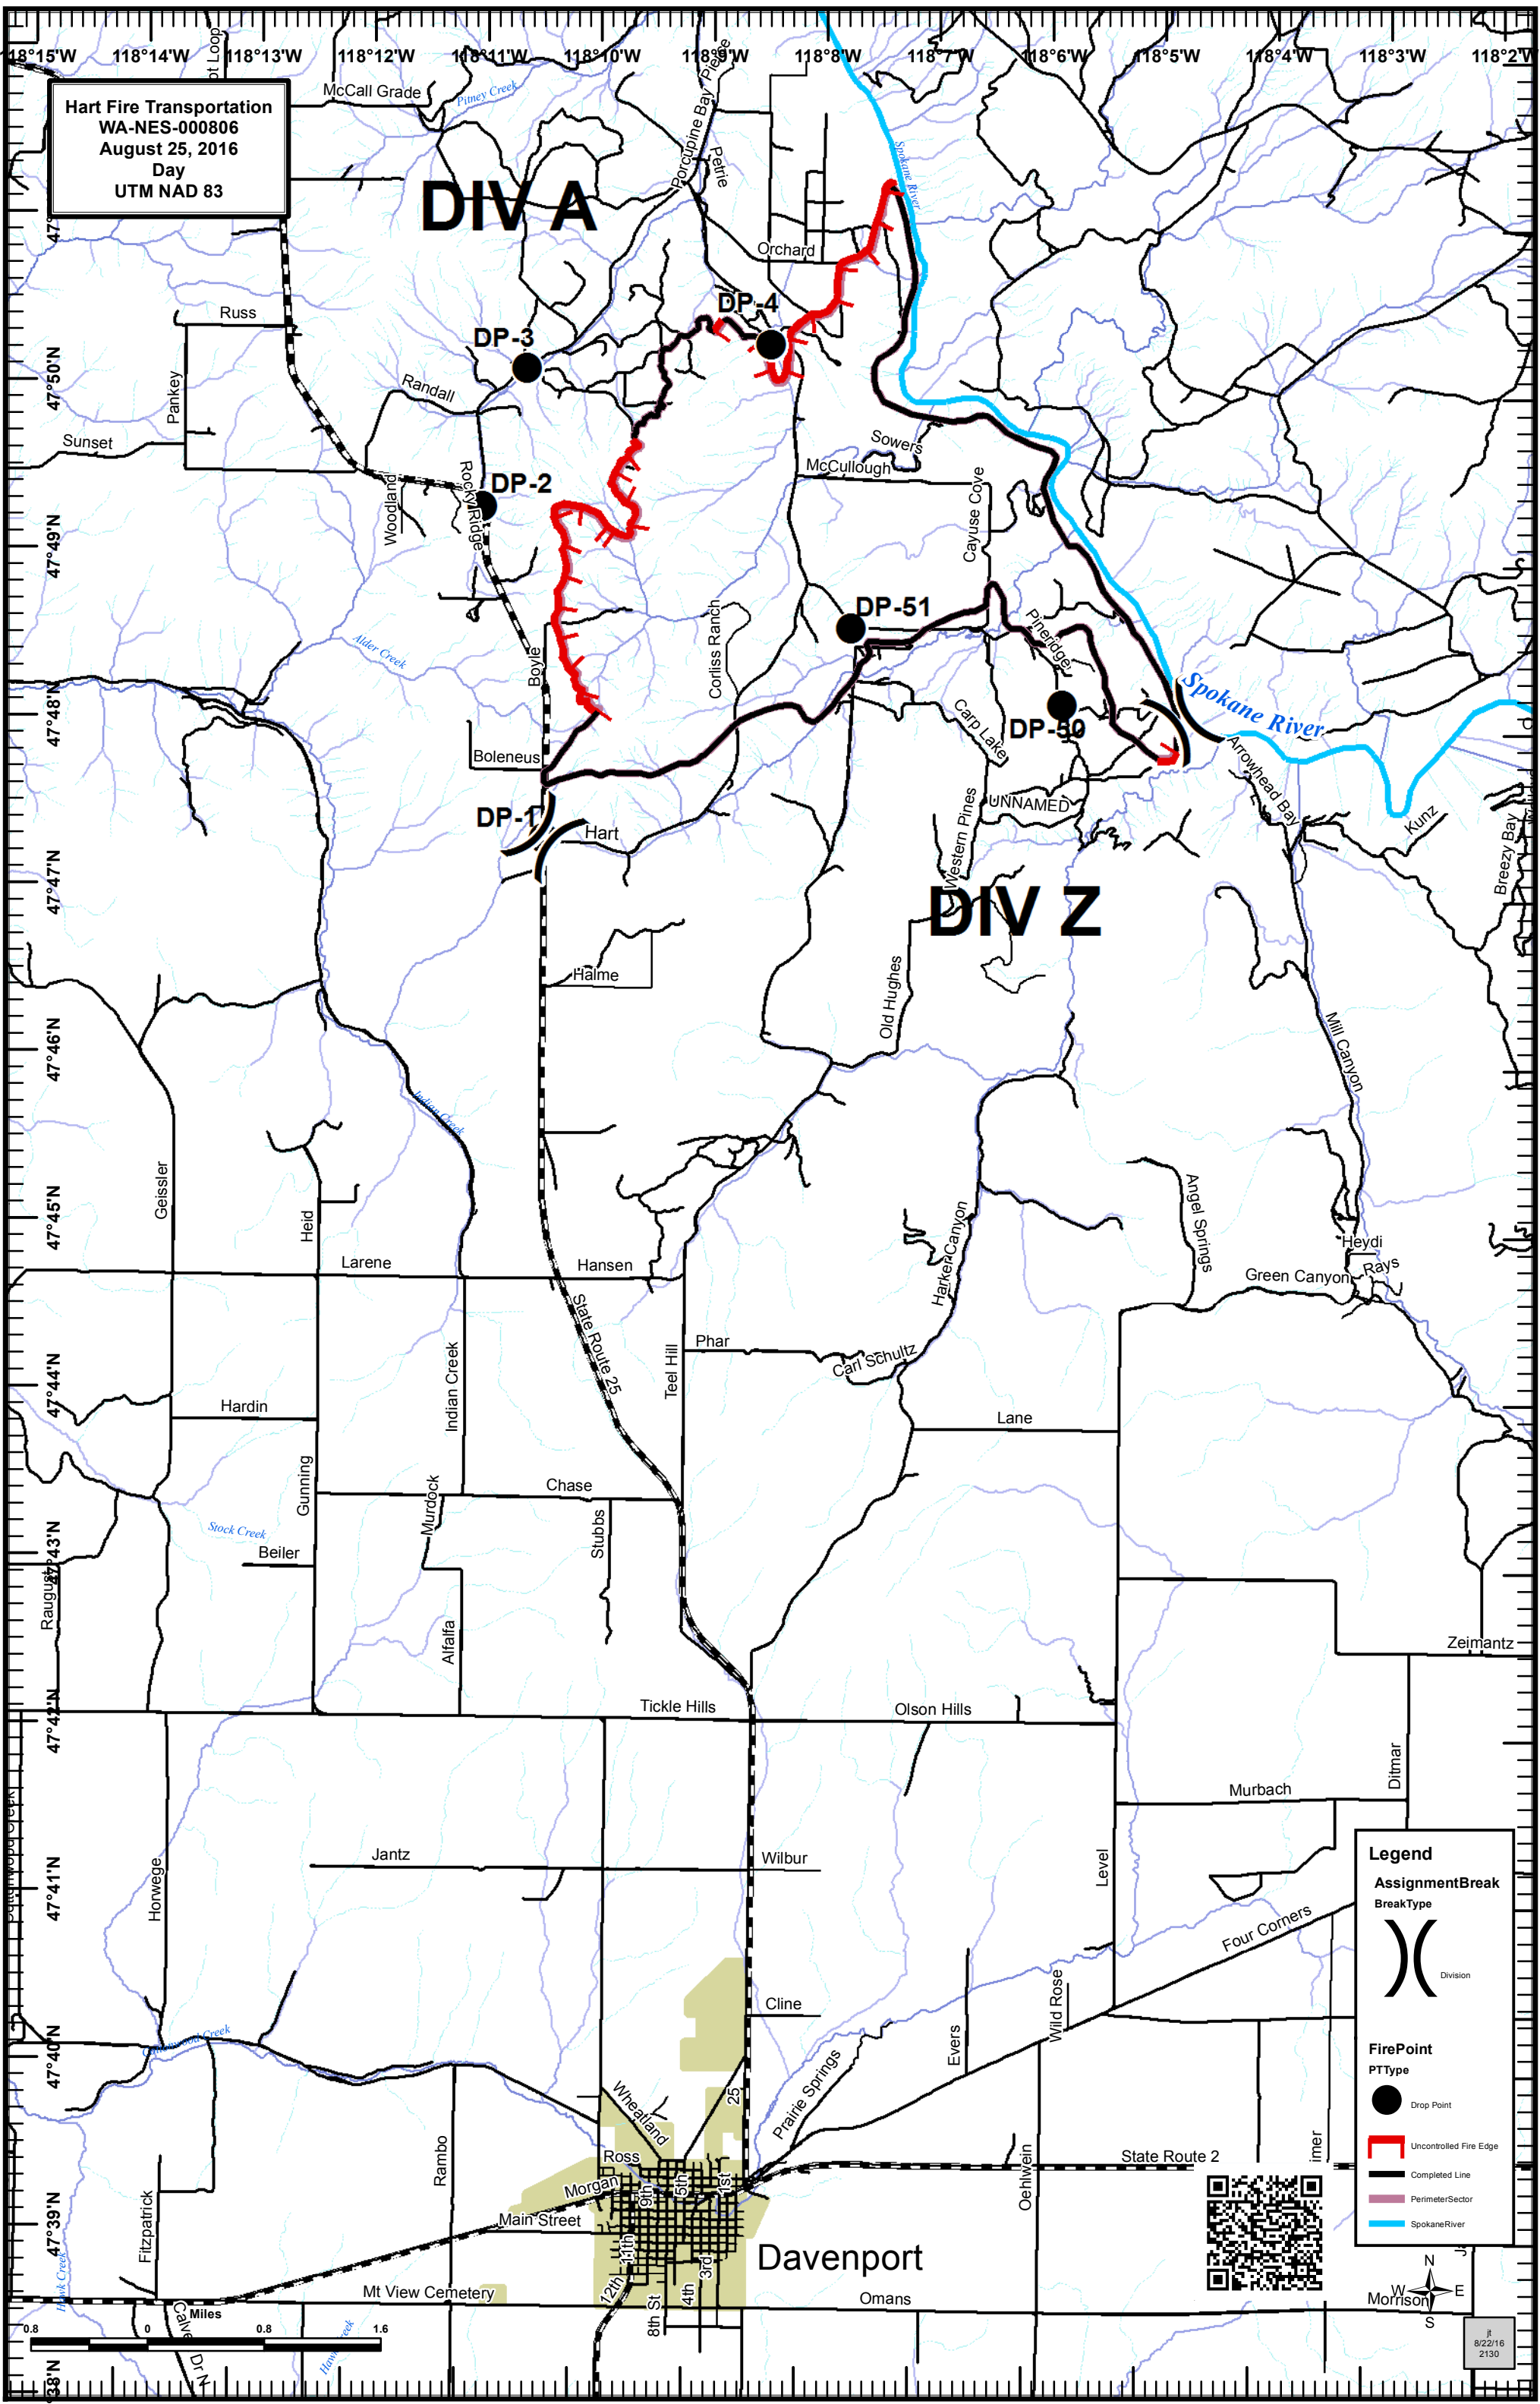 118°15'W
118°14'W
118°13'W
118°12'W
118°11'W
118°10'W
118°9'W
118°8'W
118°7'W
118°6'W
118°5'W
118°4'W
118°3'W
118°2'W
Hart Fire Transportation
WA-NES-000806
August 25, 2016
Day
UTM NAD 83
McCall Grade
Pitney Creek
Porcupine Bay
Pierre
Petrie
Spokane River
DIV A
Orchard
DP-4
Russ
DP-3
47°50'N
Randall
Pankey
Sunset
Sowers
McCullough
DP-2
Rocky Ridge
Woodland
Cayuse Cove
47°49'N
DP-51
Pineridge
Corliss Ranch
Alder Creek
Boyle
47°48'N
Spokane River
Carp Lake
DP-50
Boleneus
Arrowhead Bay
UNNAMED
DP-1
Hart
Kunz
Western Pines
Breezy Bay
47°47'N
DIV Z
Halme
Old Hughes
47°46'N
Mill Canyon
Indian Creek
Geissler
47°45'N
Heid
Harker Canyon
Angel Springs
Heydi
Rays
Larene
Hansen
Green Canyon
State Route 25
Phar
Carl Schultz
Teel Hill
47°44'N
Indian Creek
Hardin
Lane
Gunning
Chase
Murdock
Stubbs
Stock Creek
47°43'N
Beiler
Raugust
Alfalfa
Zeimantz
47°42'N
Tickle Hills
Olson Hills
Ditmar
Murbach
Jantz
Wilbur
Level
Horwege
47°41'N
Four Corners
Cline
Wild Rose
Evers
47°40'N
Prairie Springs
Wheatland
25
Ross
Morgan
9th
5th
1st
State Route 2
Rambo
Oehlwein
Main Street
11th
Fitzpatrick
47°39'N
Davenport
3rd
4th
12th
8th St
Mt View Cemetery
Omans
Morrison
Hawk Creek
Dr N
Miles
0.8
0
0.8
1.6
Legend
AssignmentBreak
BreakType
Division
FirePoint
PTType
Drop Point
Uncontrolled Fire Edge
Completed Line
PerimeterSector
SpokaneRiver
N
W
E
S
jt
8/22/16
2130